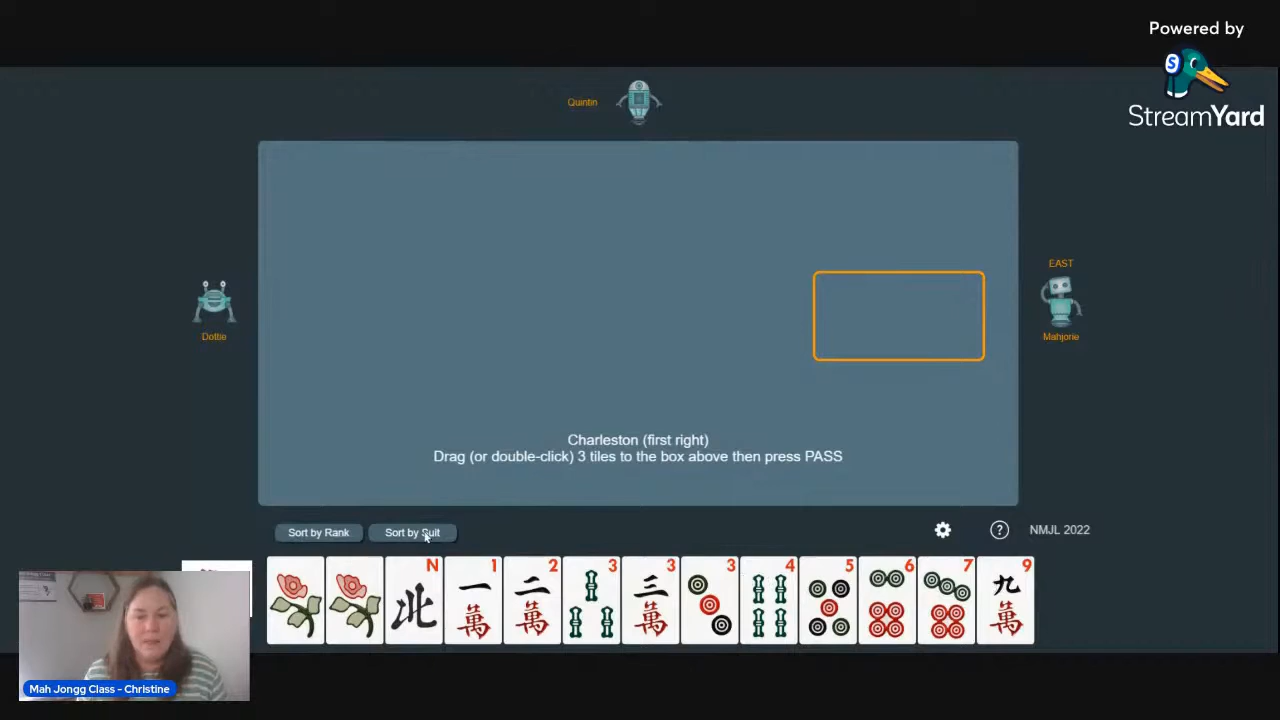 Powered by
S
StreamYard
Quintin
EAST
Dottie
Mahjorie
Charleston (first right)
Drag (or double-click) 3 tiles to the box above then press PASS
Sort by Rank
Sort by Suit
?
NMJL 2022
N 1 2 3 3 3 4 5 6 7 9
北 一萬 二萬 三萬 九萬
Mah Jongg Class - Christine